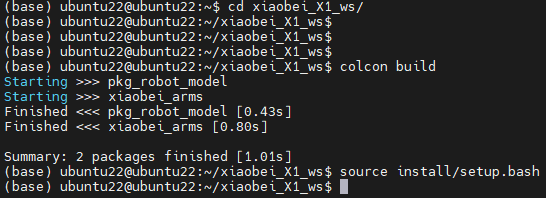 (base) ubuntu22@ubuntu22:~$ cd xiaobei_X1_ws/
(base) ubuntu22@ubuntu22:~/xiaobei_X1_ws$
(base) ubuntu22@ubuntu22:~/xiaobei_X1_ws$
(base) ubuntu22@ubuntu22:~/xiaobei_X1_ws$
(base) ubuntu22@ubuntu22:~/xiaobei_X1_ws$ colcon build
Starting >>> pkg_robot_model
Starting >>> xiaobei_arms
Finished <<< pkg_robot_model [0.43s]
Finished <<< xiaobei_arms [0.80s]

Summary: 2 packages finished [1.01s]
(base) ubuntu22@ubuntu22:~/xiaobei_X1_ws$ source install/setup.bash
(base) ubuntu22@ubuntu22:~/xiaobei_X1_ws$